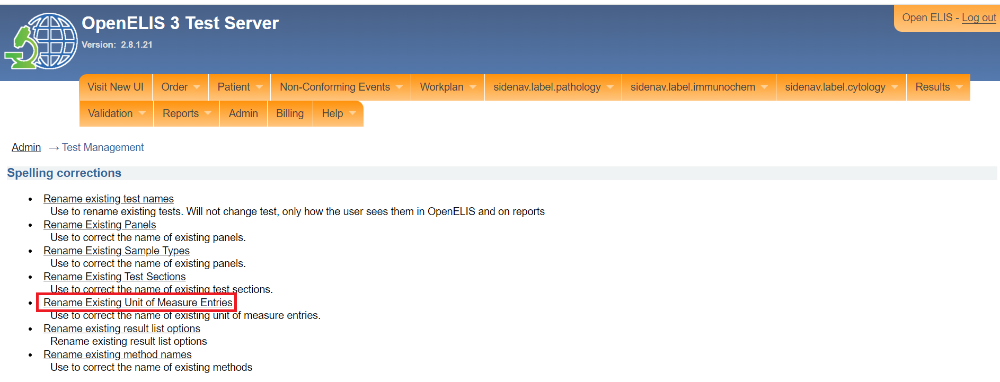 OpenELIS 3 Test Server
Version: 2.8.1.21
Open ELIS - Log out
Visit New UI Order Patient Non-Conforming Events Workplan sidenav.label.pathology sidenav.label.immunochem sidenav.label.cytology Results
Validation Reports Admin Billing Help
Admin → Test Management
Spelling corrections
• Rename existing test names
Use to rename existing tests. Will not change test, only how the user sees them in OpenELIS and on reports
• Rename Existing Panels
Use to correct the name of existing panels.
• Rename Existing Sample Types
Use to correct the name of existing panels.
• Rename Existing Test Sections
Use to correct the name of existing test sections.
• Rename Existing Unit of Measure Entries
Use to correct the name of existing unit of measure entries.
• Rename existing result list options
Rename existing result list options
• Rename existing method names
Use to correct the name of existing methods